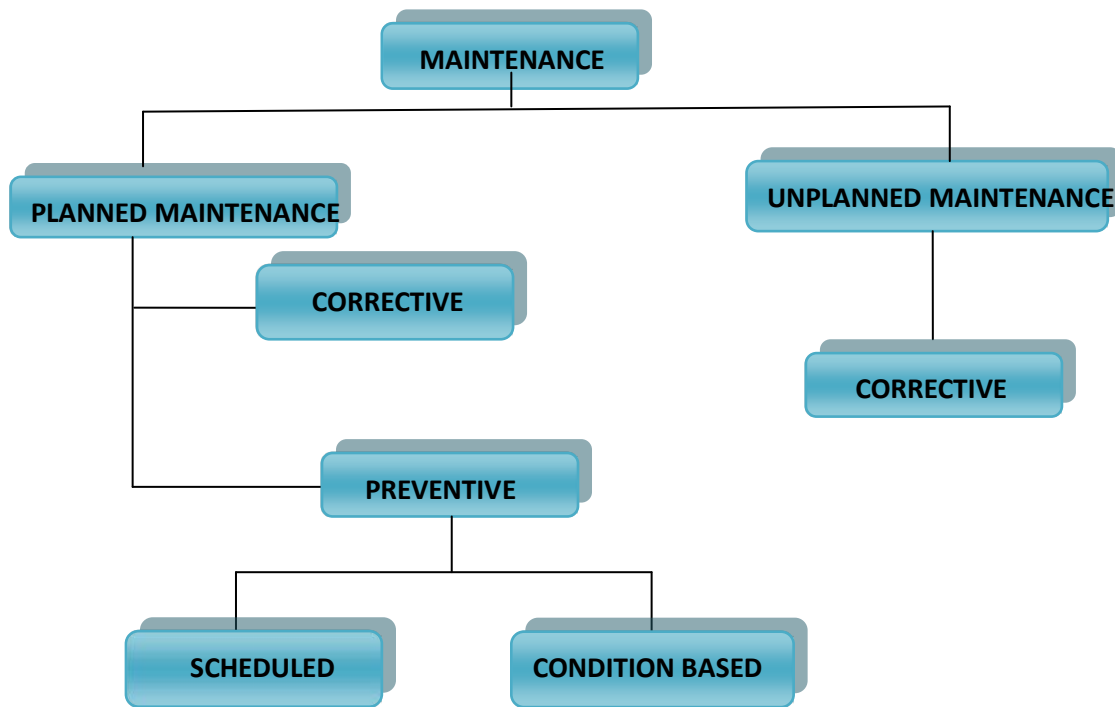 MAINTENANCE
PLANNED MAINTENANCE
UNPLANNED MAINTENANCE
CORRECTIVE
CORRECTIVE
PREVENTIVE
SCHEDULED
CONDITION BASED